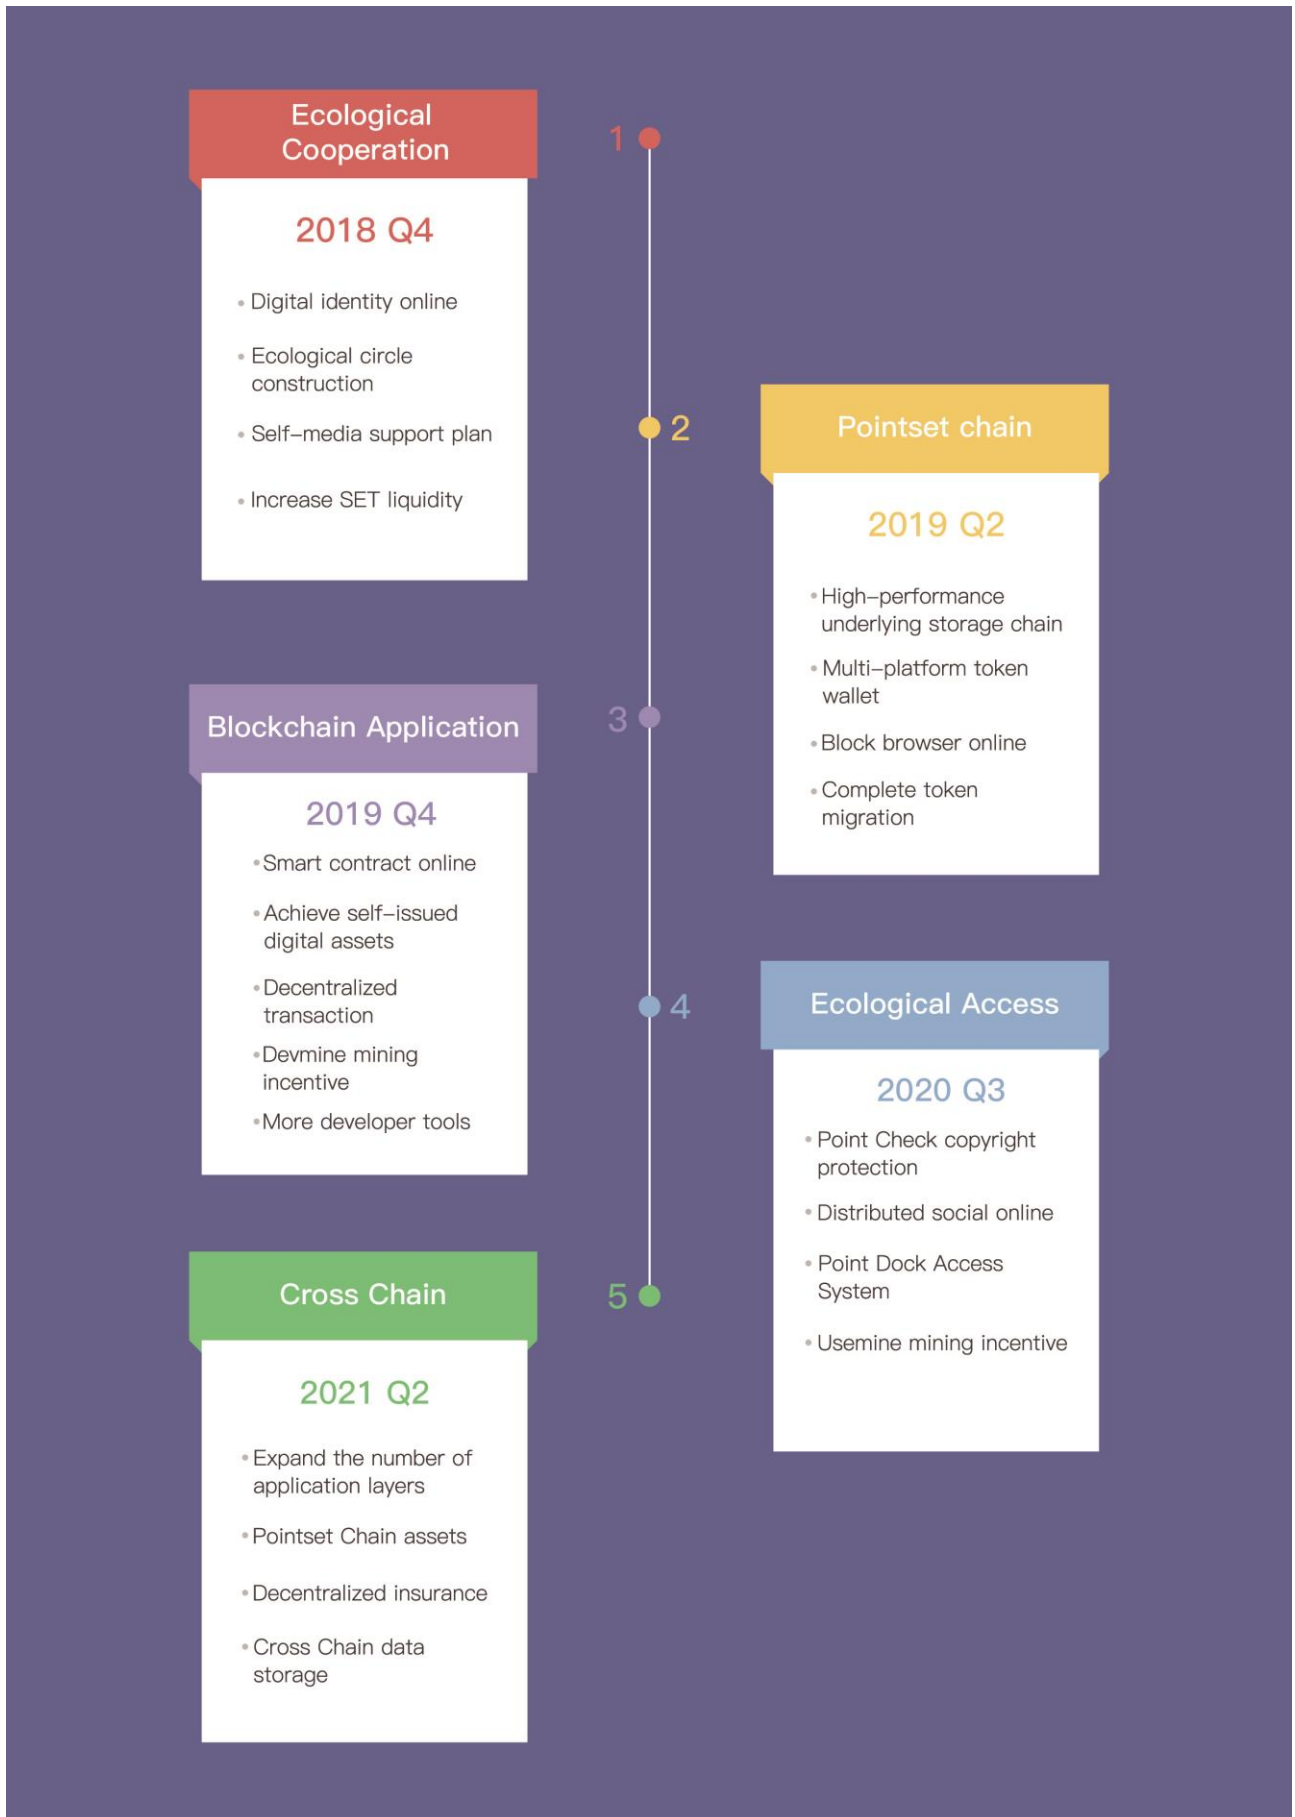 Ecological
Cooperation
1
2018 Q4
• Digital identity online
• Ecological circle
construction
• Self–media support plan
• Increase SET liquidity
2
Pointset chain
2019 Q2
• High–performance
underlying storage chain
• Multi–platform token
wallet
• Block browser online
• Complete token
migration
3
Blockchain Application
2019 Q4
• Smart contract online
• Achieve self–issued
digital assets
• Decentralized
transaction
• Devmine mining
incentive
• More developer tools
4
Ecological Access
2020 Q3
• Point Check copyright
protection
• Distributed social online
• Point Dock Access
System
• Usemine mining incentive
5
Cross Chain
2021 Q2
• Expand the number of
application layers
• Pointset Chain assets
• Decentralized insurance
• Cross Chain data
storage